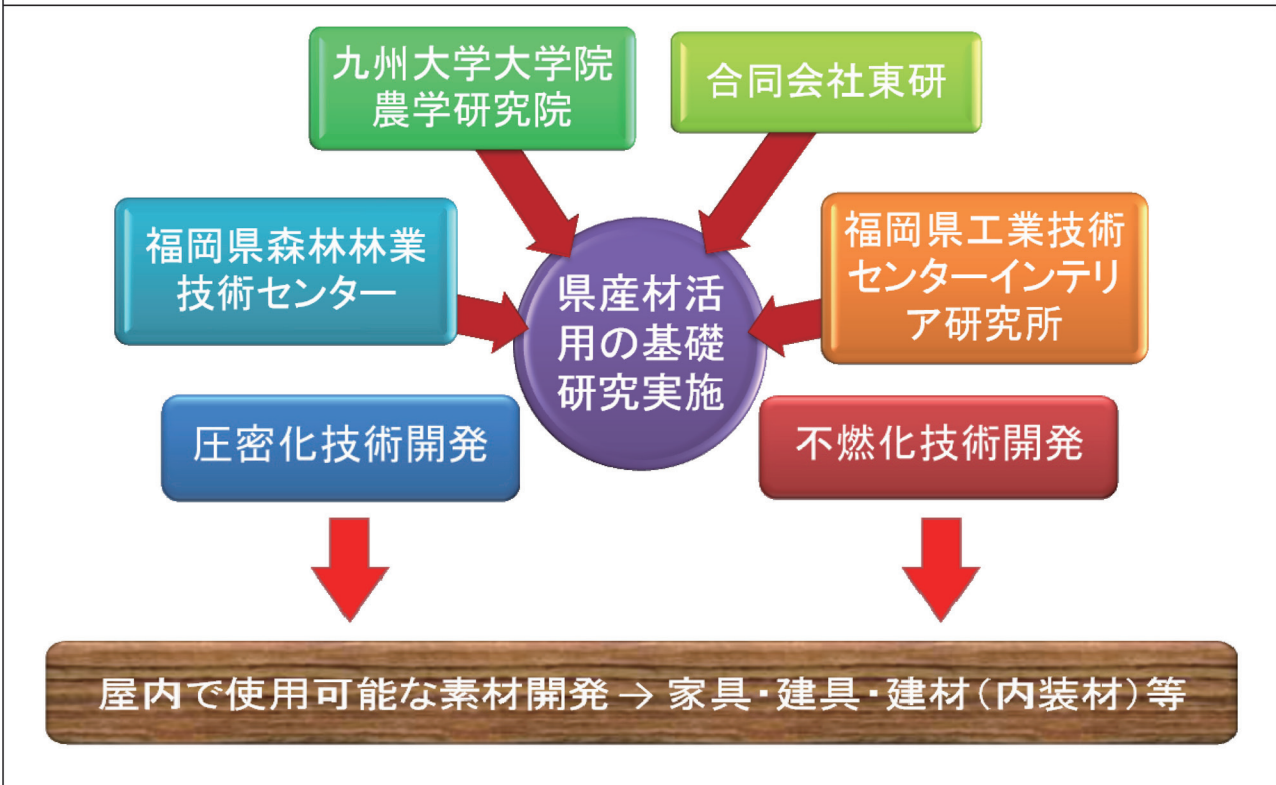 九州大学大学院
農学研究院
合同会社東研
福岡県森林林業
技術センター
福岡県工業技術
センターインテリ
ア研究所
県産材活
用の基礎
研究実施
圧密化技術開発
不燃化技術開発
屋内で使用可能な素材開発→家具・建具・建材(内装材)等